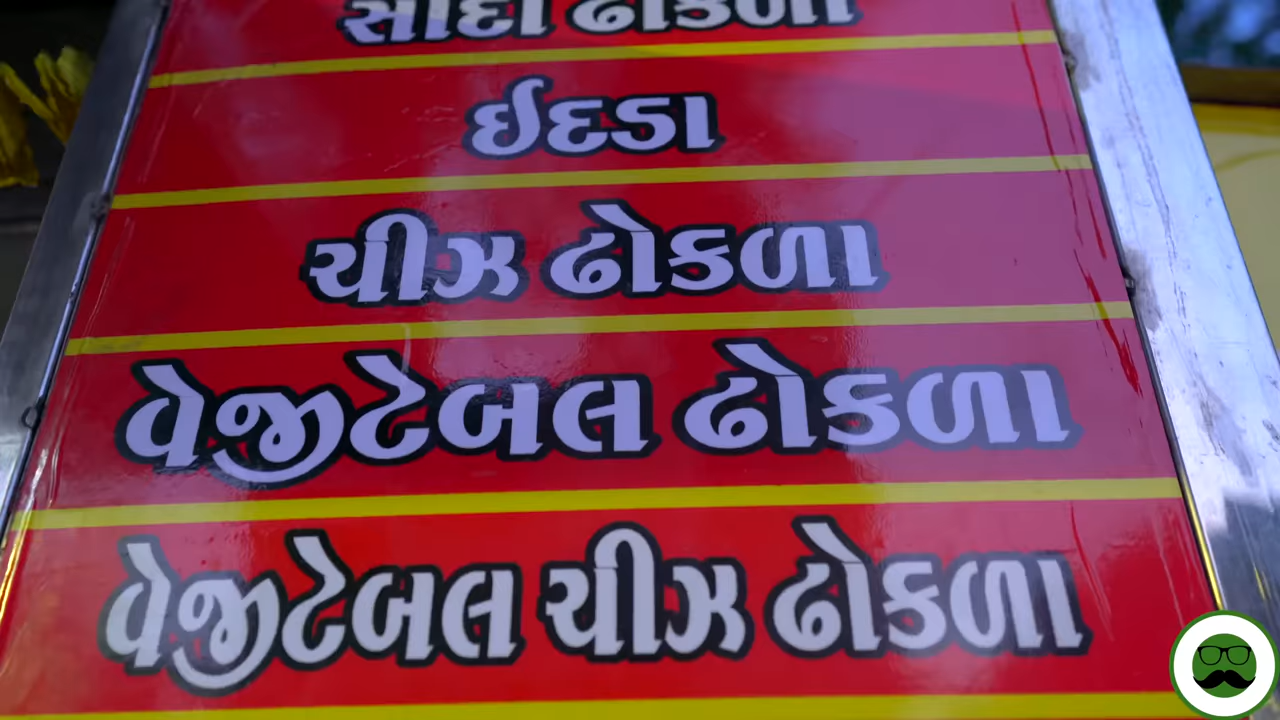 સાદા ઢોકળા
ઈદડા
ચીઝ ઢોકળા
વેજીટેબલ ઢોકળા
વેજીટેબલ ચીઝ ઢોકળા